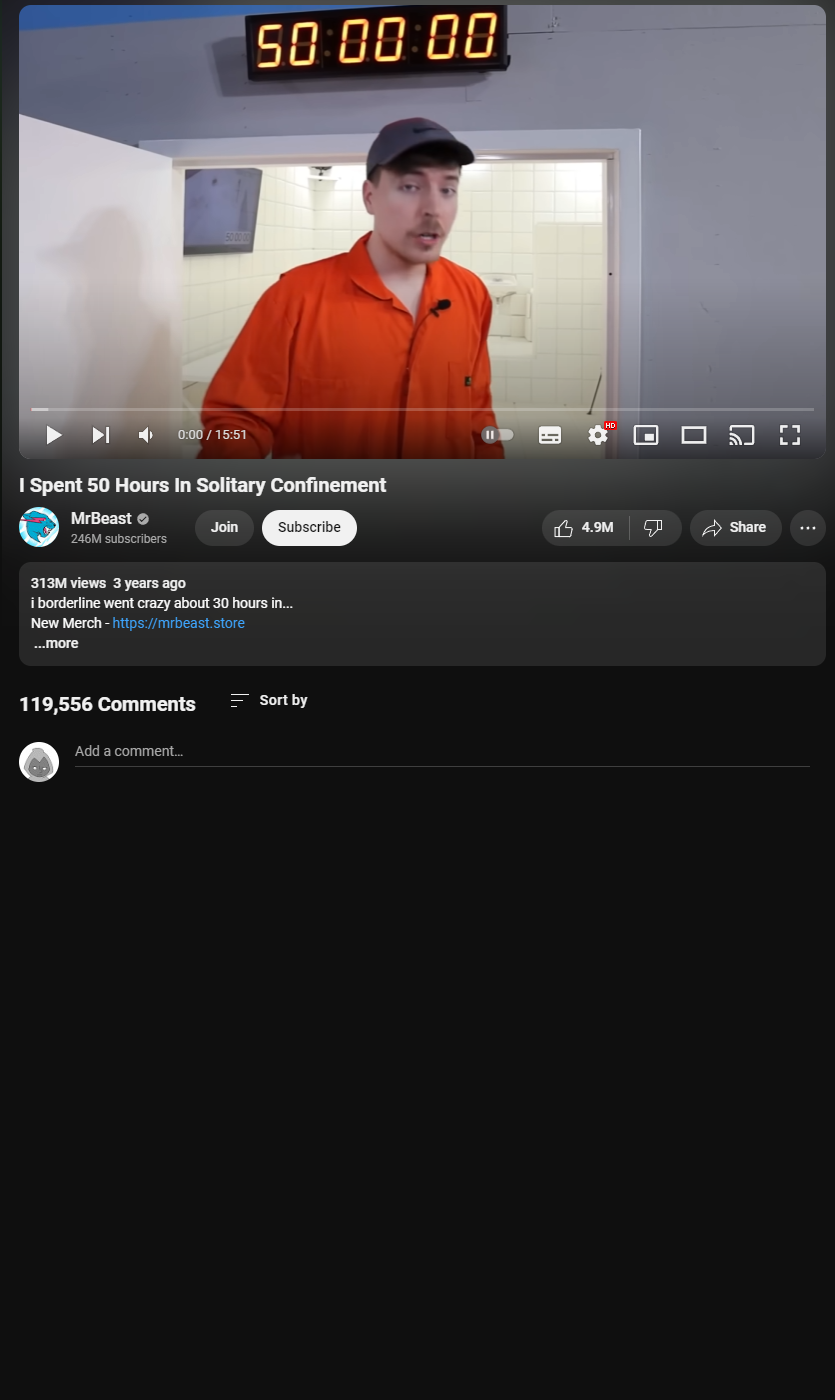 50:00:00
0:00 / 15:51
HD
I Spent 50 Hours In Solitary Confinement
MrBeast
246M subscribers
Join
Subscribe
4.9M
Share
313M views  3 years ago
i borderline went crazy about 30 hours in...
New Merch - https://mrbeast.store
...more
119,556 Comments
Sort by
Add a comment...